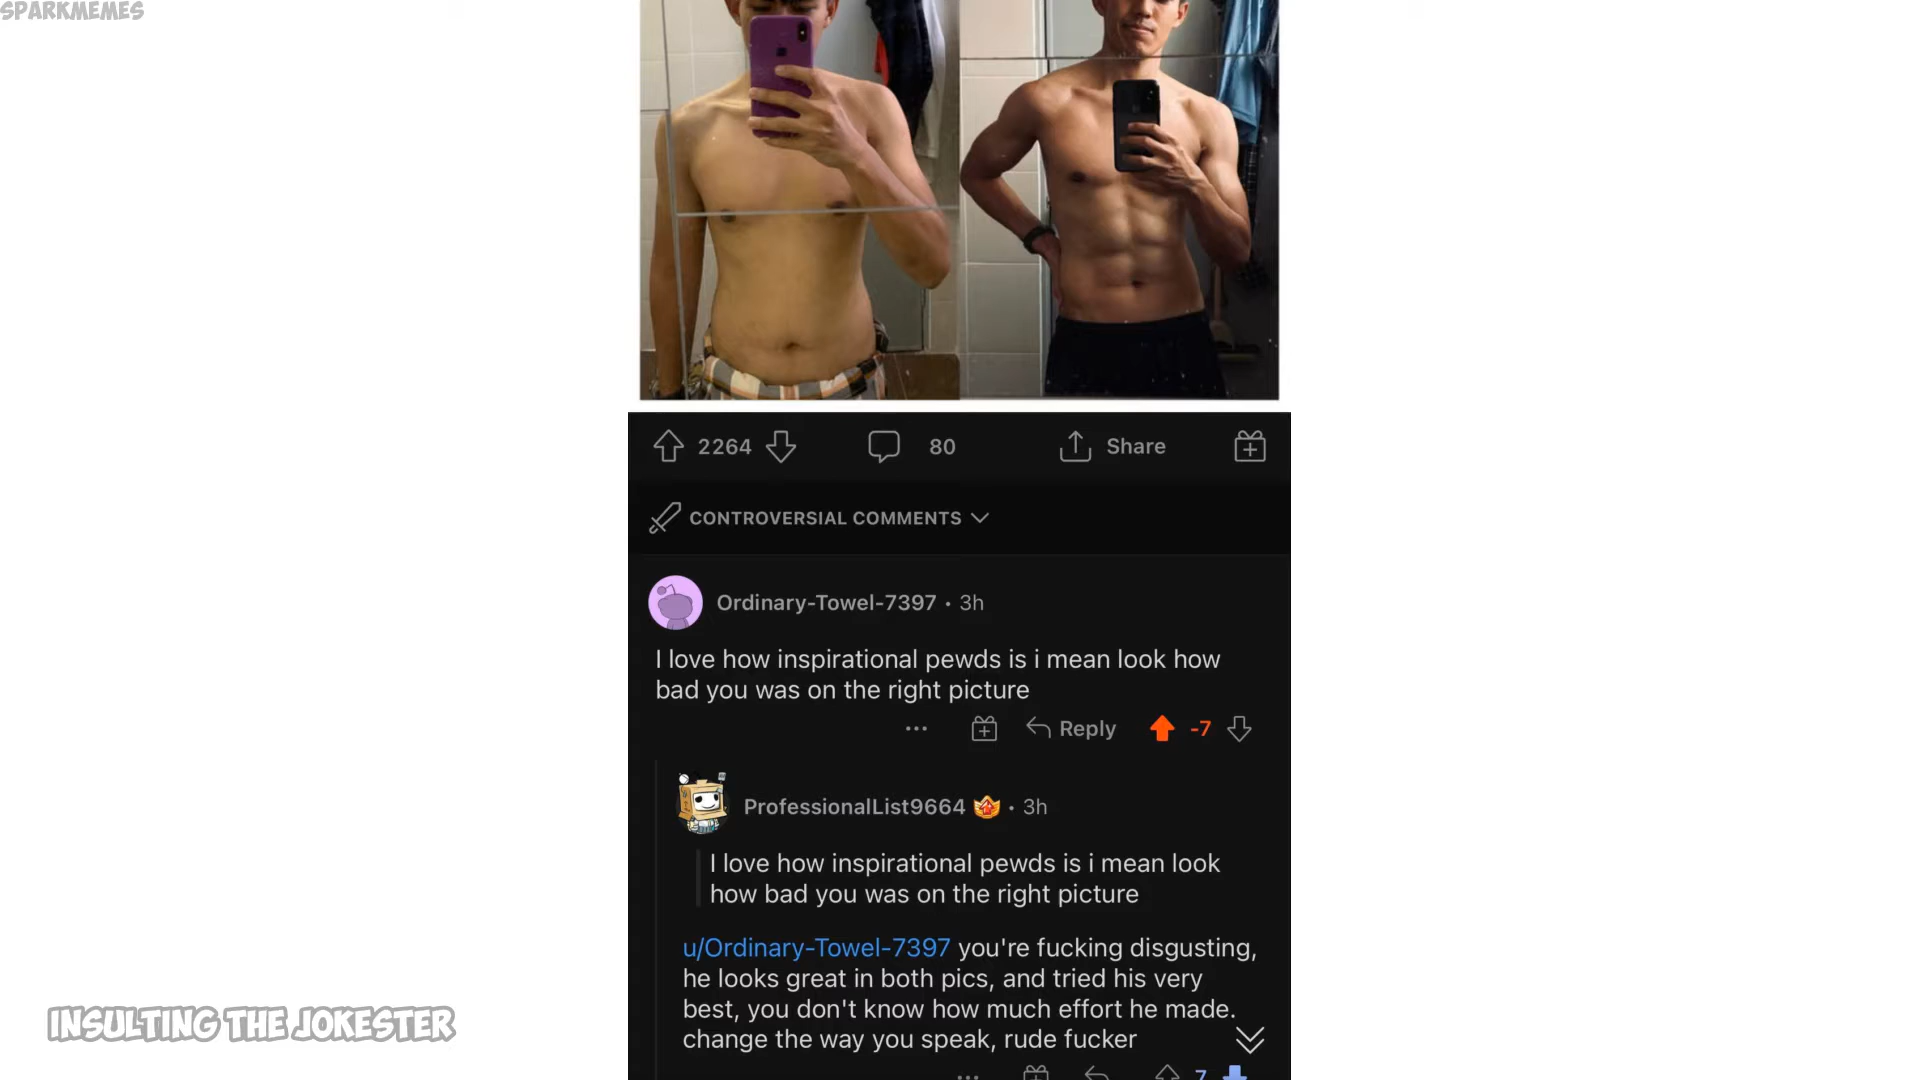 SPARKMEMES
2264
80
Share
CONTROVERSIAL COMMENTS
Ordinary-Towel-7397 • 3h
I love how inspirational pewds is i mean look how
bad you was on the right picture
Reply
-7
ProfessionalList9664 • 3h
I love how inspirational pewds is i mean look
how bad you was on the right picture
u/Ordinary-Towel-7397 you're fucking disgusting,
he looks great in both pics, and tried his very
best, you don't know how much effort he made.
change the way you speak, rude fucker
7
INSULTING THE JOKESTER